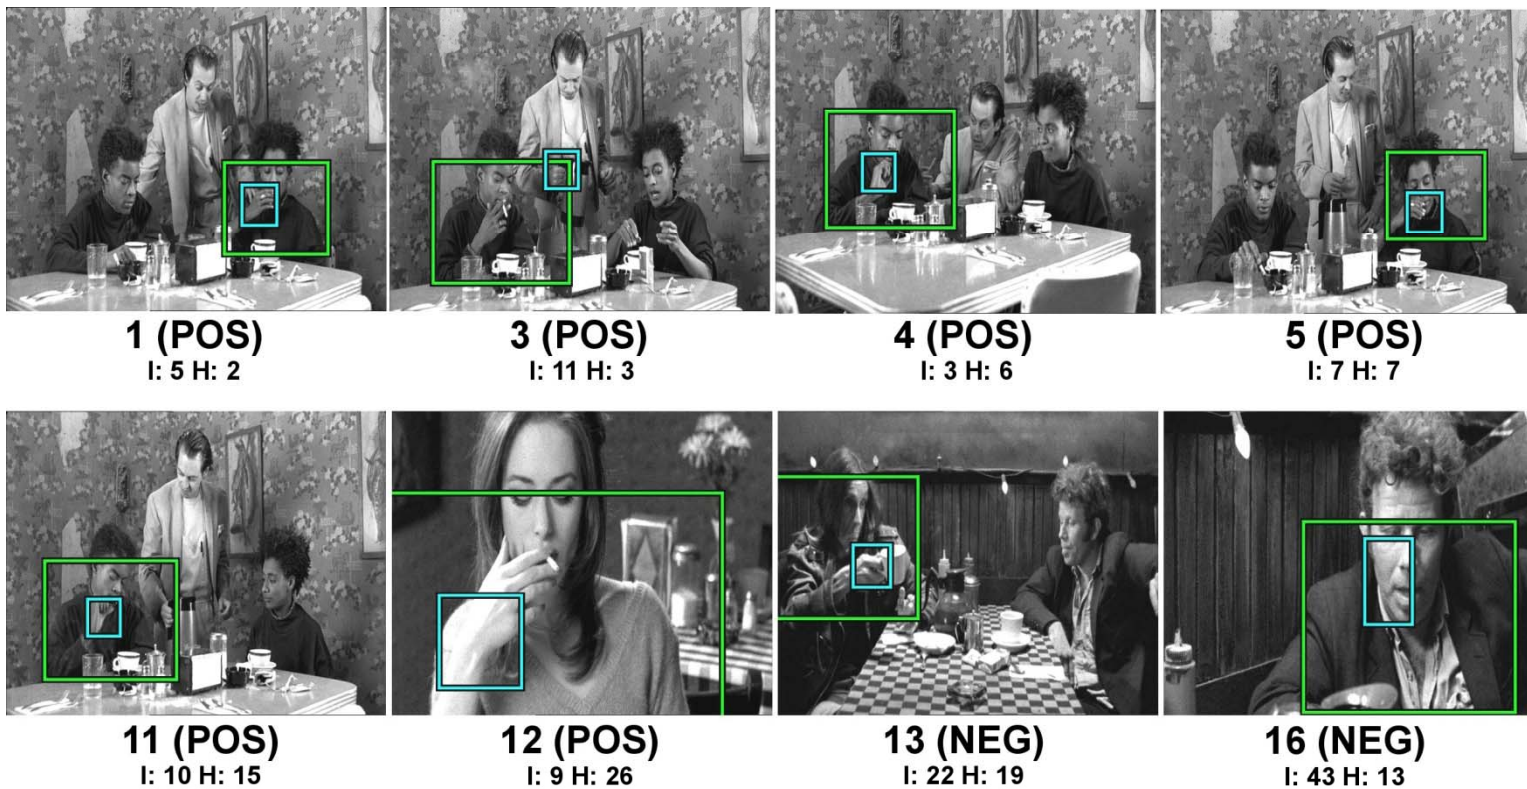 1 (POS)
I: 5 H: 2
3 (POS)
I: 11 H: 3
4 (POS)
I: 3 H: 6
5 (POS)
I: 7 H: 7
11 (POS)
I: 10 H: 15
12 (POS)
I: 9 H: 26
13 (NEG)
I: 22 H: 19
16 (NEG)
I: 43 H: 13